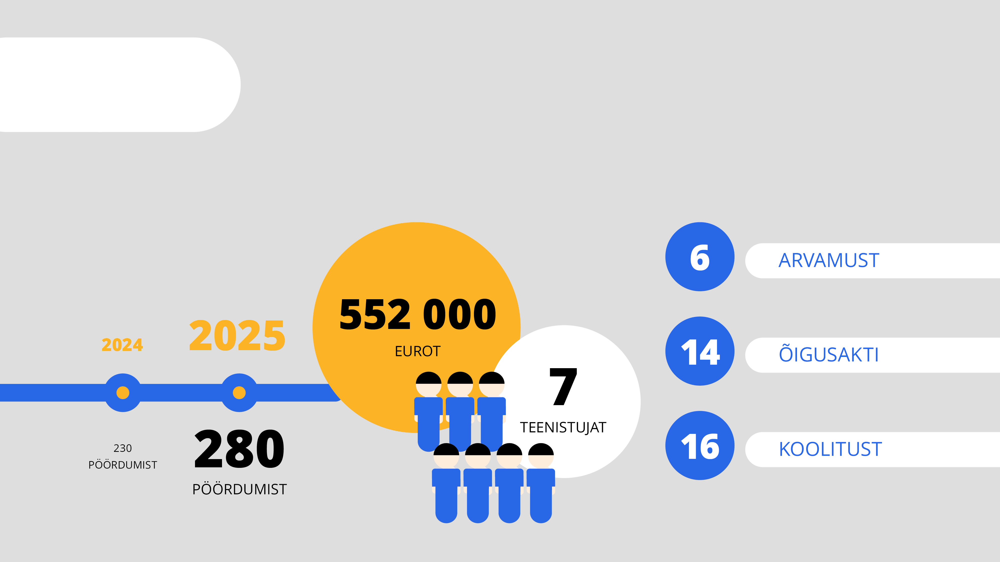 2024
230
PÖÖRDUMIST
2025
280
PÖÖRDUMIST
552 000
EUROT
7
TEENISTUJAT
6
ARVAMUST
14
ÕIGUSAKTI
16
KOOLITUST